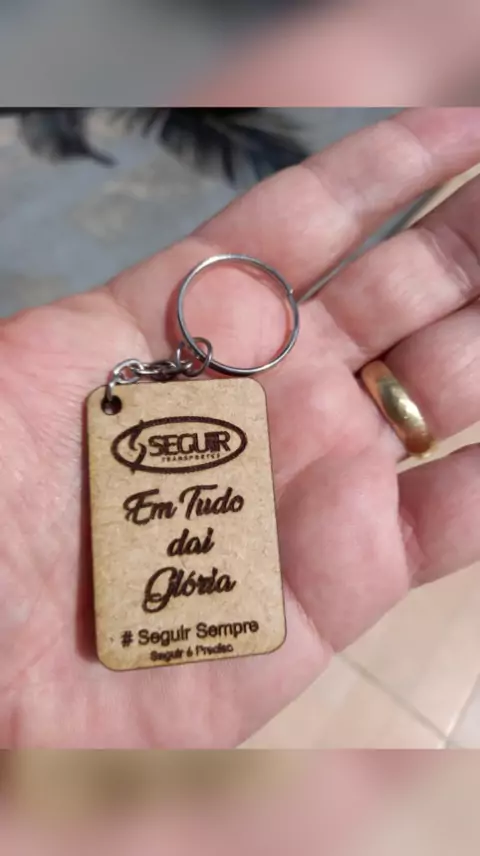 SEGUIR
TRANSPORTES
Em Tudo
dai
Glória
# Seguir Sempre
Seguir é Preciso